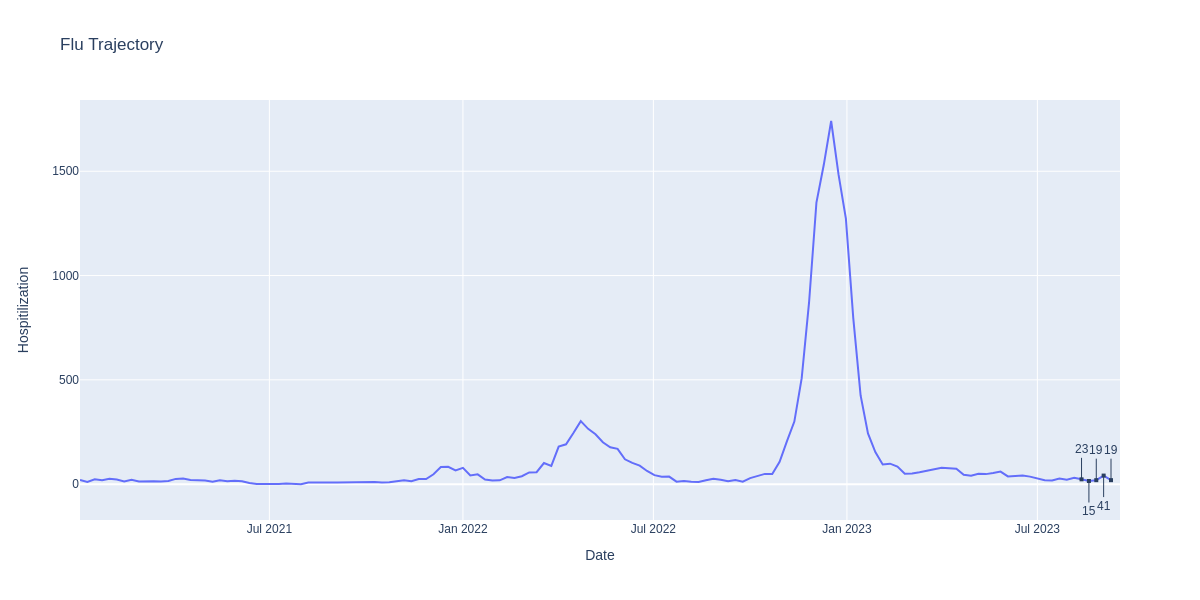 Flu Trajectory
Hospitilization
1500
1000
500
0
23
19
19
15
41
Jul 2021
Jan 2022
Jul 2022
Jan 2023
Jul 2023
Date